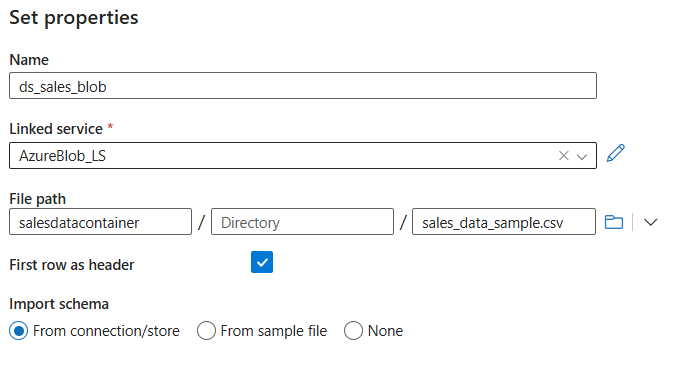 Set properties
Name
ds_sales_blob
Linked service *
AzureBlob_LS
File path
salesdatacontainer / Directory / sales_data_sample.csv
First row as header
Import schema
From connection/store From sample file None